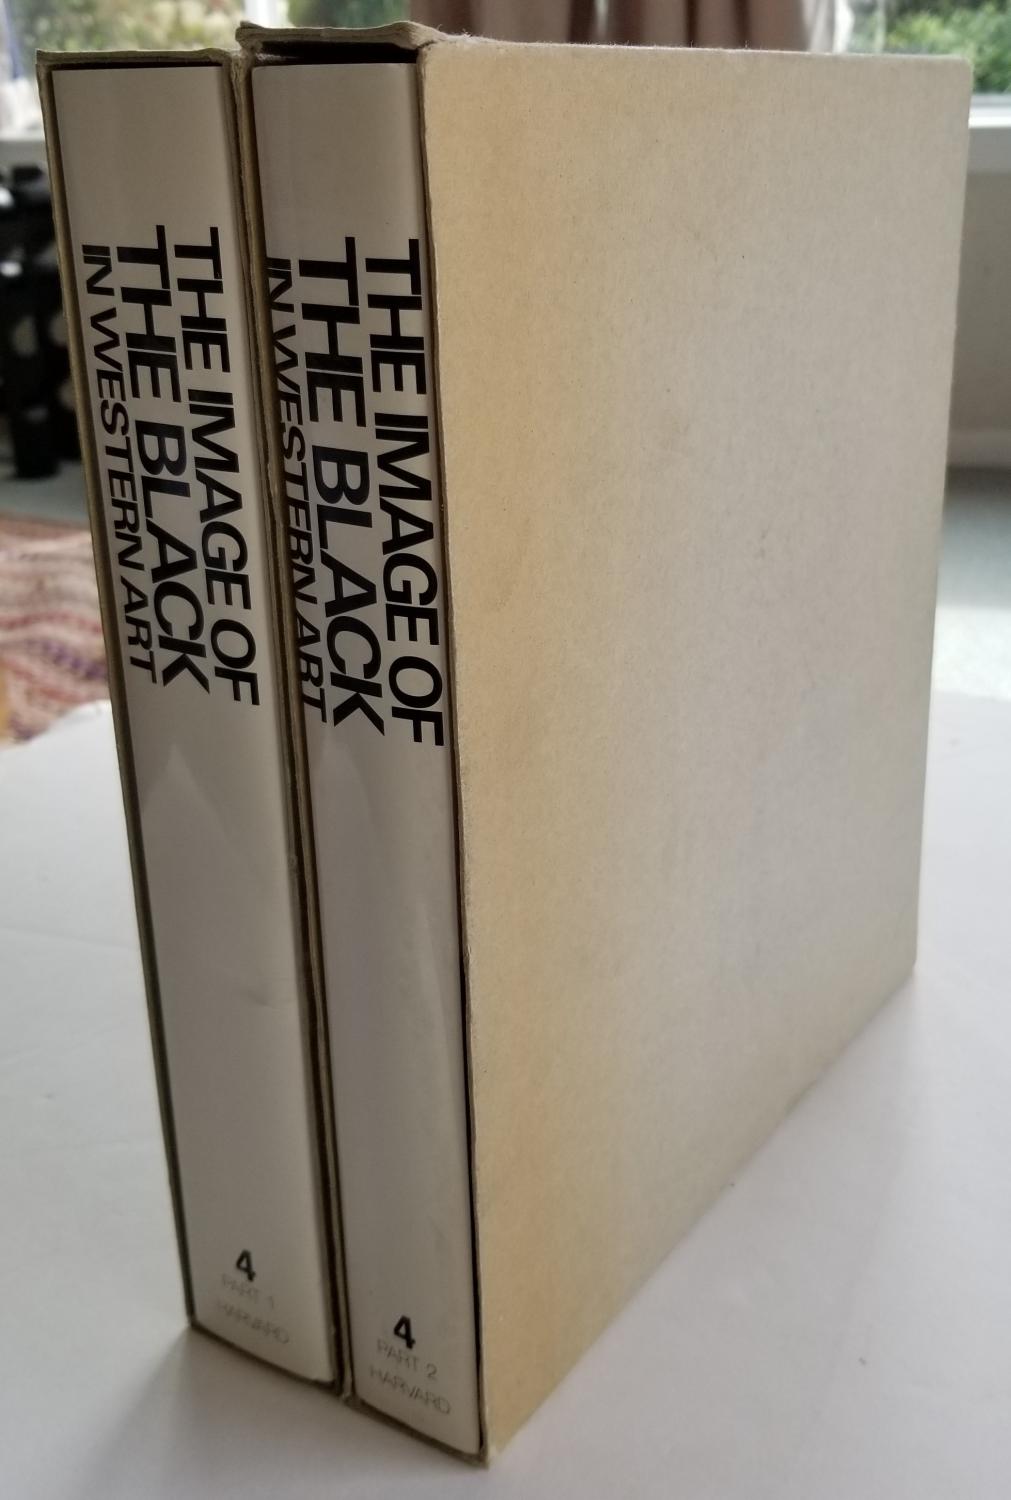 THE IMAGE OF
THE BLACK
IN WESTERN ART
4
PART 1
HARVARD
THE IMAGE OF
THE BLACK
IN WESTERN ART
4
PART 2
HARVARD